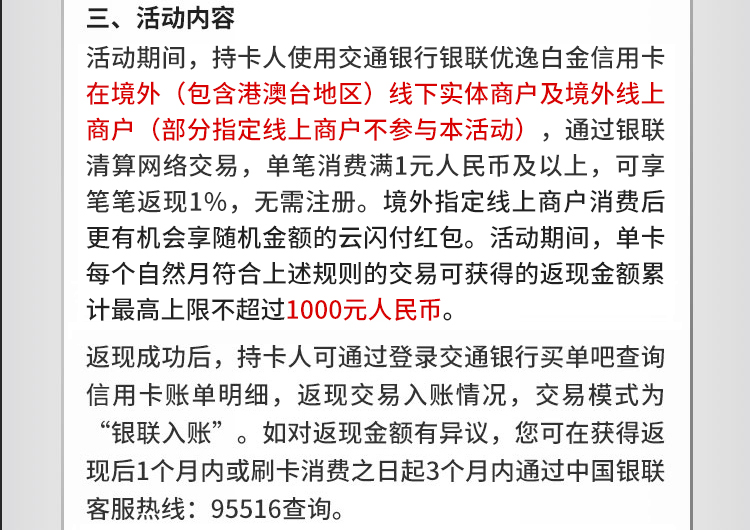 三、活动内容
活动期间，持卡人使用交通银行银联优逸白金信用卡
在境外（包含港澳台地区）线下实体商户及境外线上
商户（部分指定线上商户不参与本活动），通过银联
清算网络交易，单笔消费满1元人民币及以上，可享
笔笔返现1%，无需注册。境外指定线上商户消费后
更有机会享随机金额的云闪付红包。活动期间，单卡
每个自然月符合上述规则的交易可获得的返现金额累
计最高上限不超过1000元人民币。
返现成功后，持卡人可通过登录交通银行买单吧查询
信用卡账单明细，返现交易入账情况，交易模式为
“银联入账”。如对返现金额有异议，您可在获得返
现后1个月内或刷卡消费之日起3个月内通过中国银联
客服热线：95516查询。